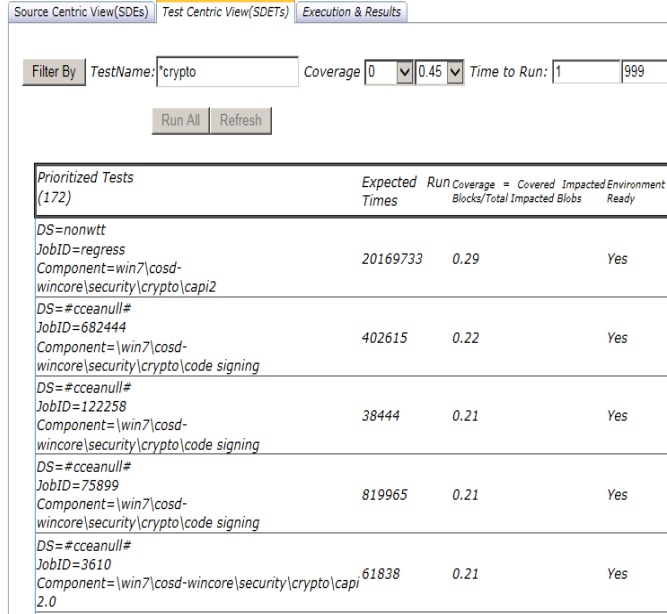 Source Centric View(SDEs) Test Centric View(SDETs) Execution & Results
Filter By TestName: *crypto Coverage 0 0.45 Time to Run: 1 999
Run All Refresh
Prioritized Tests
(172)
Expected Run
Times
Coverage = Covered Impacted
Blocks/Total Impacted Blobs
Environment
Ready
DS=nonwtt
JobID=regress
Component=win7\cosd-
wincore\security\crypto\capi2
20169733 0.29 Yes
DS=#cceanull#
JobID=682444
Component=\win7\cosd-
wincore\security\crypto\code signing
402615 0.22 Yes
DS=#cceanull#
JobID=122258
Component=\win7\cosd-
wincore\security\crypto\code signing
38444 0.21 Yes
DS=#cceanull#
JobID=75899
Component=\win7\cosd-
wincore\security\crypto\code signing
819965 0.21 Yes
DS=#cceanull#
JobID=3610
Component=\win7\cosd-wincore\security\crypto\capi
2.0
61838 0.21 Yes